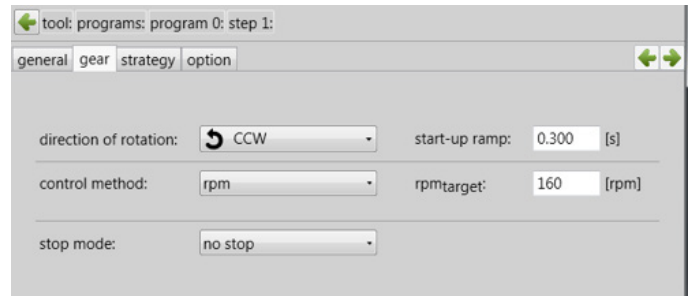 tool: programs: program 0: step 1:
general gear strategy option
direction of rotation: CCW start-up ramp: 0.300 [s]
control method: rpm rpmtarget: 160 [rpm]
stop mode: no stop